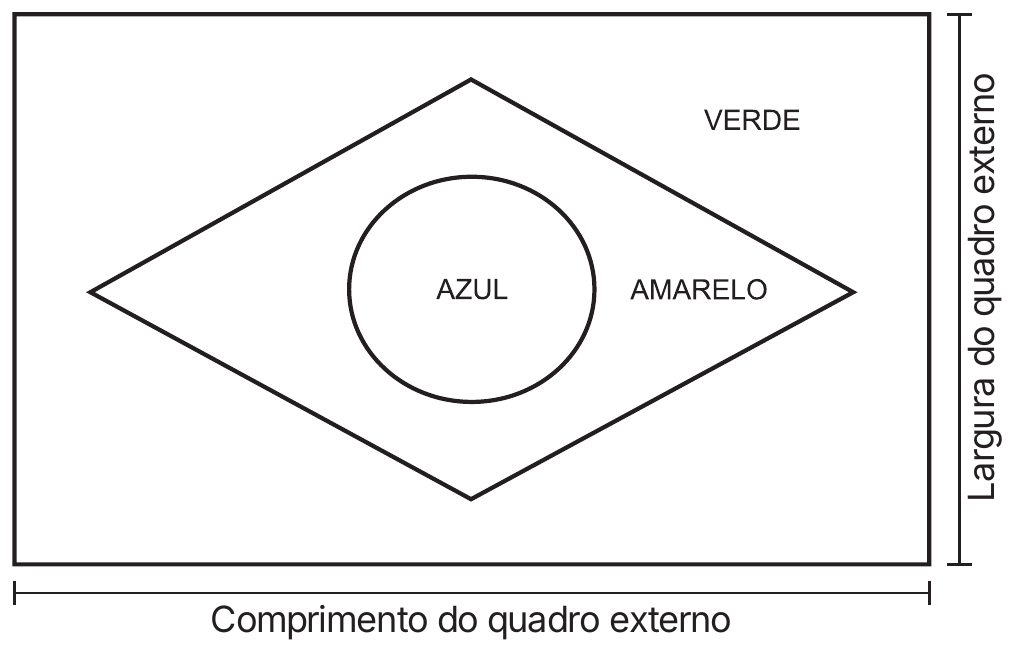 VERDE
AZUL
AMARELO
Largura do quadro externo
Comprimento do quadro externo